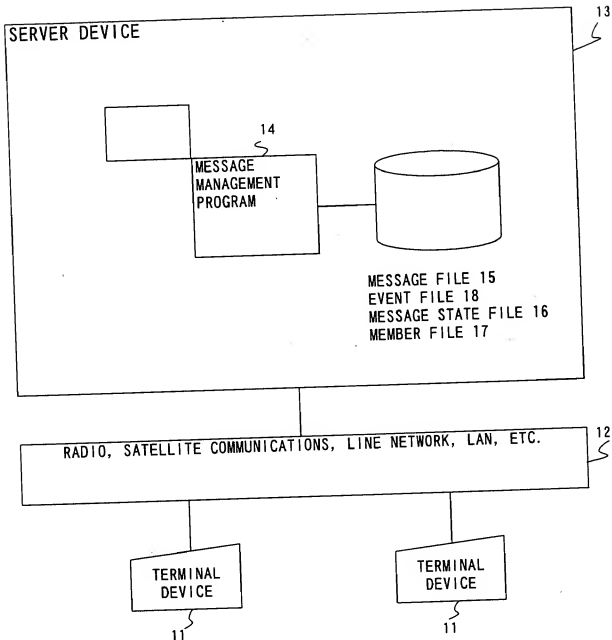 13
SERVER DEVICE
14
MESSAGE
MANAGEMENT
PROGRAM
MESSAGE FILE 15
EVENT FILE 18
MESSAGE STATE FILE 16
MEMBER FILE 17
12
RADIO, SATELLITE COMMUNICATIONS, LINE NETWORK, LAN, ETC.
TERMINAL
DEVICE
11
TERMINAL
DEVICE
11